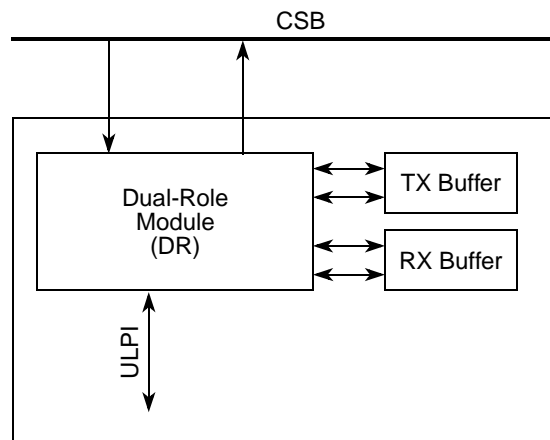 CSB
Dual-Role
Module
(DR)
TX Buffer
RX Buffer
ULPI